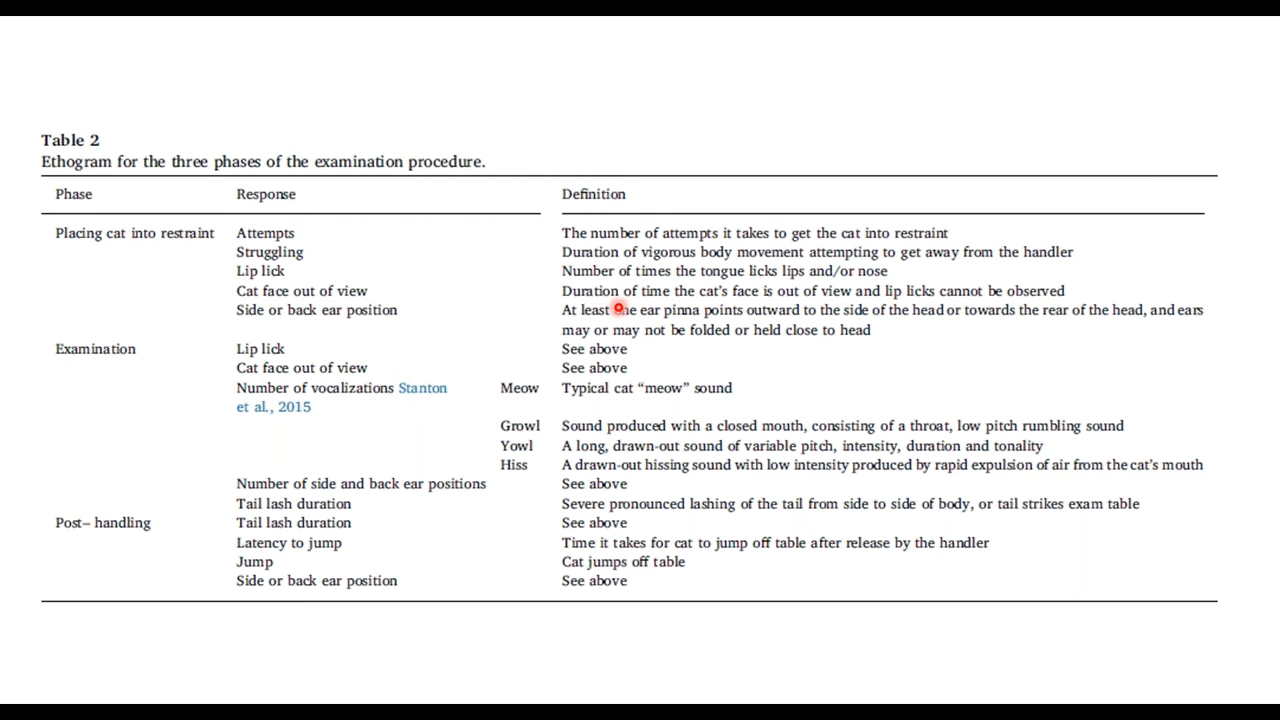 Table 2
Ethogram for the three phases of the examination procedure.
Phase Response Definition
Placing cat into restraint Attempts The number of attempts it takes to get the cat into restraint
Struggling Duration of vigorous body movement attempting to get away from the handler
Lip lick Number of times the tongue licks lips and/or nose
Cat face out of view Duration of time the cat's face is out of view and lip licks cannot be observed
Side or back ear position At least one ear pinna points outward to the side of the head or towards the rear of the head, and ears
may or may not be folded or held close to head
Examination Lip lick See above
Cat face out of view See above
Number of vocalizations Stanton Meow Typical cat “meow” sound
et al., 2015
Growl Sound produced with a closed mouth, consisting of a throat, low pitch rumbling sound
Yowl A long, drawn-out sound of variable pitch, intensity, duration and tonality
Hiss A drawn-out hissing sound with low intensity produced by rapid expulsion of air from the cat's mouth
Number of side and back ear positions See above
Tail lash duration Severe pronounced lashing of the tail from side to side of body, or tail strikes exam table
Post– handling Tail lash duration See above
Latency to jump Time it takes for cat to jump off table after release by the handler
Jump Cat jumps off table
Side or back ear position See above